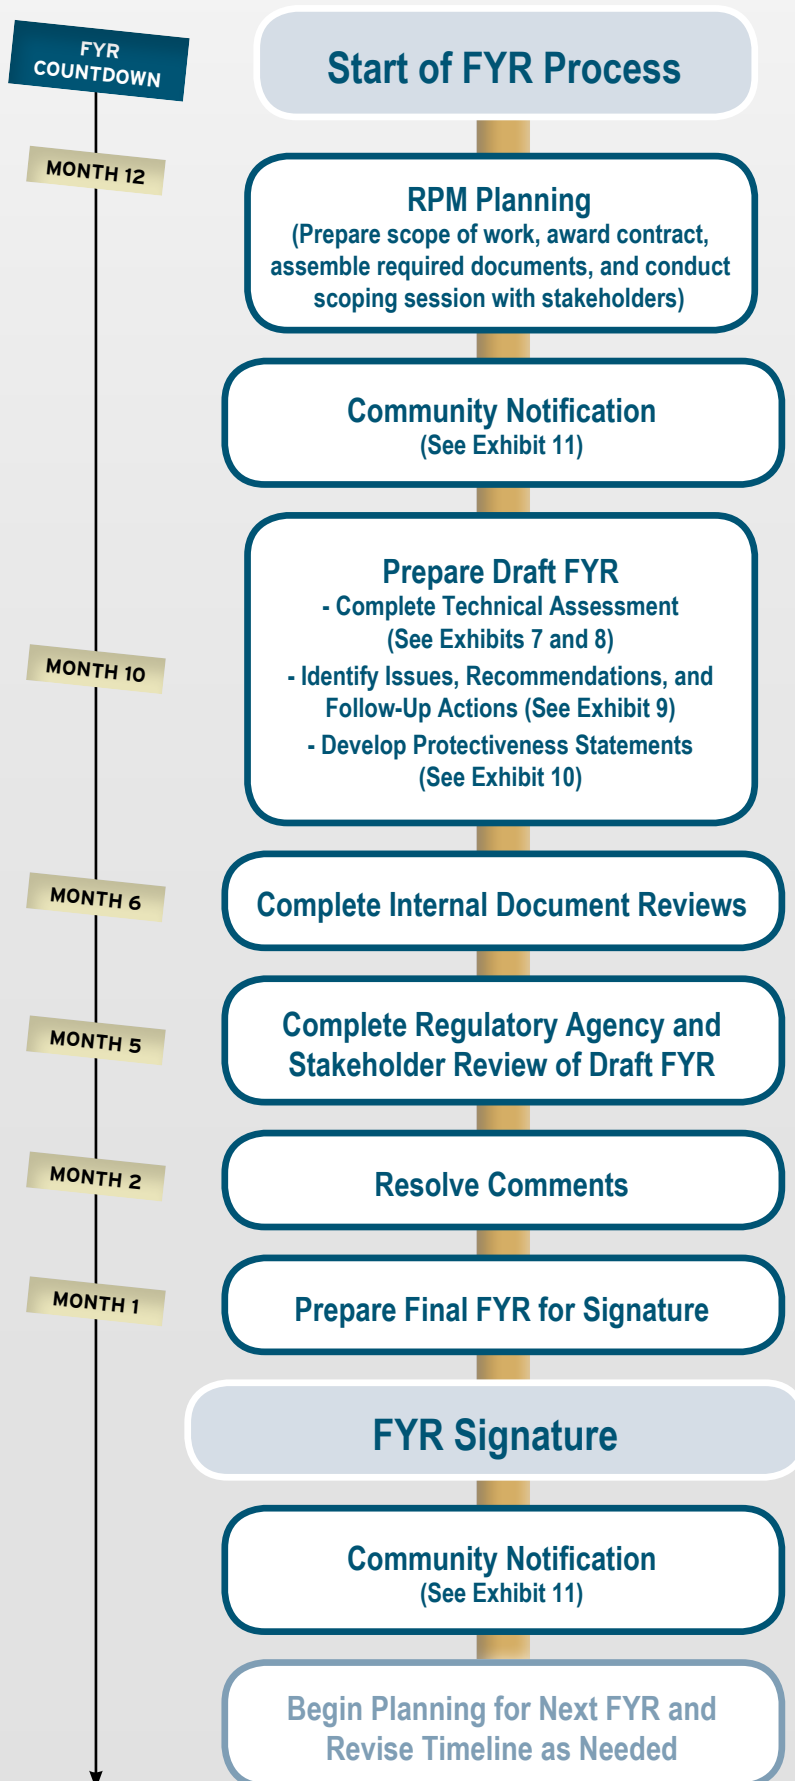 FYR
COUNTDOWN
Start of FYR Process
MONTH 12
RPM Planning
(Prepare scope of work, award contract,
assemble required documents, and conduct
scoping session with stakeholders)
Community Notification
(See Exhibit 11)
Prepare Draft FYR
- Complete Technical Assessment
(See Exhibits 7 and 8)
MONTH 10
- Identify Issues, Recommendations, and
Follow-Up Actions (See Exhibit 9)
- Develop Protectiveness Statements
(See Exhibit 10)
MONTH 6
Complete Internal Document Reviews
MONTH 5
Complete Regulatory Agency and
Stakeholder Review of Draft FYR
MONTH 2
Resolve Comments
MONTH 1
Prepare Final FYR for Signature
FYR Signature
Community Notification
(See Exhibit 11)
Begin Planning for Next FYR and
Revise Timeline as Needed